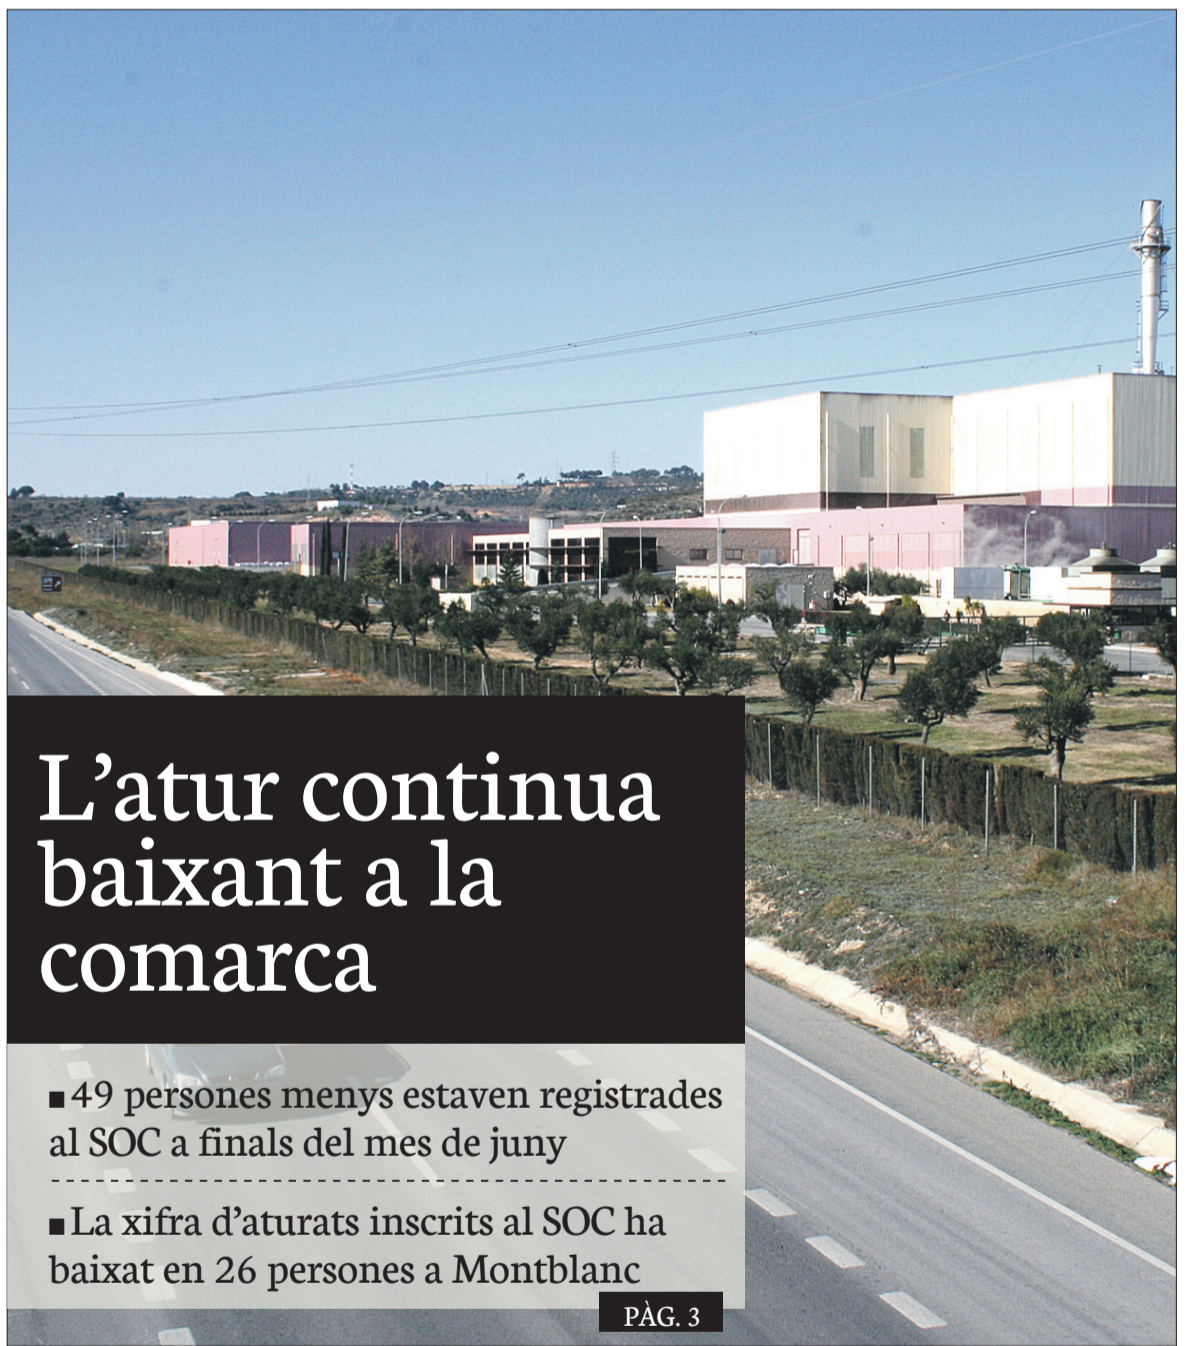 L’atur continua
baixant a la
comarca
■ 49 persones menys estaven registrades
al SOC a finals del mes de juny
■ La xifra d’aturats inscrits al SOC ha
baixat en 26 persones a Montblanc
PÀG. 3